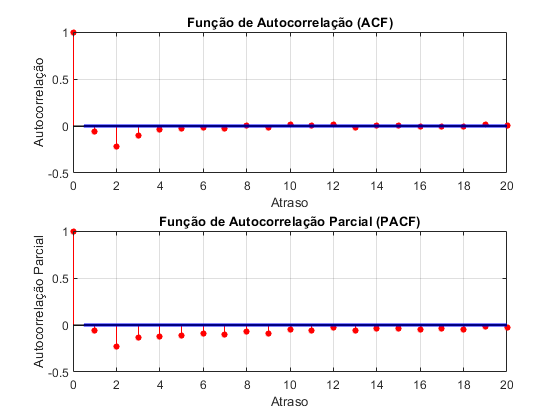 Função de Autocorrelação (ACF)
1
0.5
0
-0.5
Autocorrelação
0 2 4 6 8 10 12 14 16 18 20
Atraso
Função de Autocorrelação Parcial (PACF)
1
0.5
0
-0.5
Autocorrelação Parcial
0 2 4 6 8 10 12 14 16 18 20
Atraso